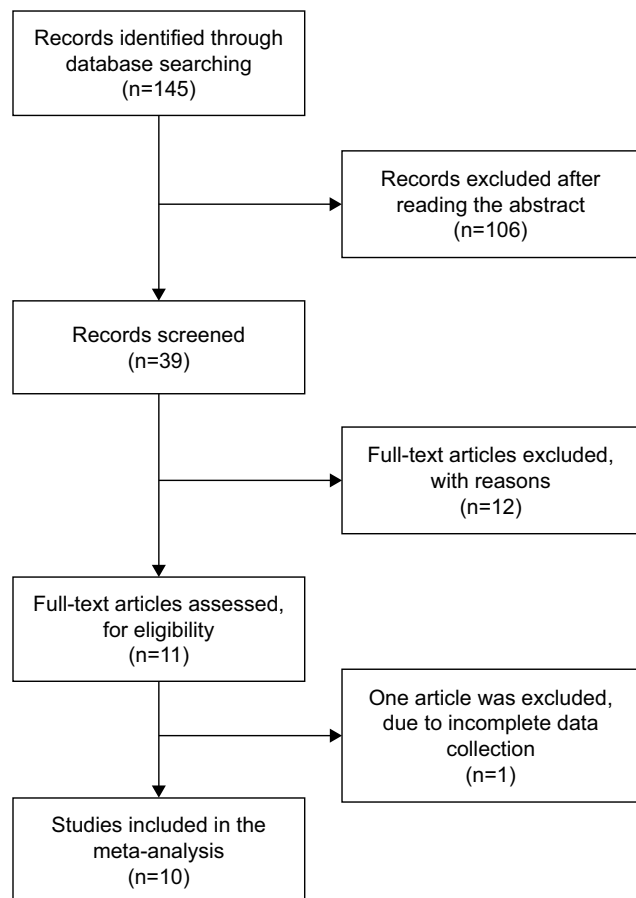 Records identified through
database searching
(n=145)
Records excluded after
reading the abstract
(n=106)
Records screened
(n=39)
Full-text articles excluded,
with reasons
(n=12)
Full-text articles assessed,
for eligibility
(n=11)
One article was excluded,
due to incomplete data
collection
(n=1)
Studies included in the
meta-analysis
(n=10)